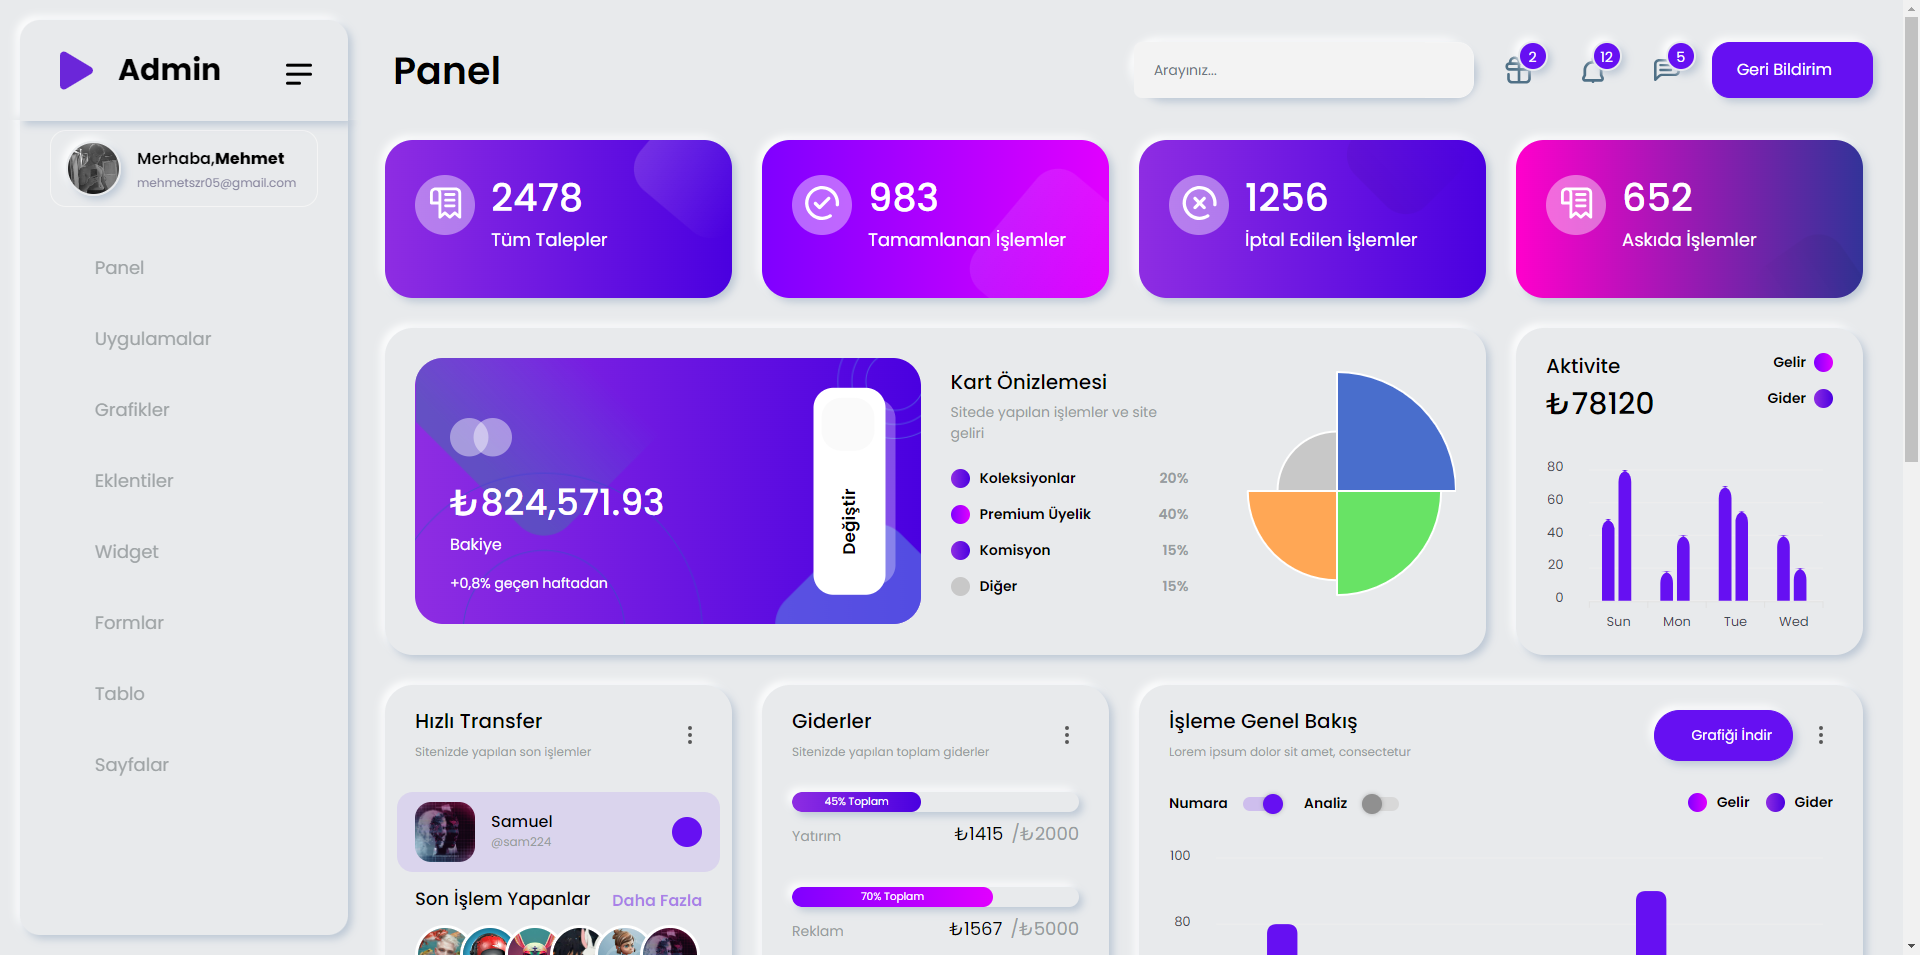 Admin
Merhaba,Mehmet
mehmetszr05@gmail.com
Panel
Uygulamalar
Grafikler
Eklentiler
Widget
Formlar
Tablo
Sayfalar
Panel
Arayınız...
2
12
5
Geri Bildirim
2478
Tüm Talepler
983
Tamamlanan İşlemler
1256
İptal Edilen İşlemler
652
Askıda İşlemler
₺824,571.93
Bakiye
+0,8% geçen haftadan
Değiştir
Kart Önizlemesi
Sitede yapılan işlemler ve site
geliri
Koleksiyonlar 20%
Premium Üyelik 40%
Komisyon 15%
Diğer 15%
Aktivite
₺78120
Gelir
Gider
80
60
40
20
0
Sun Mon Tue Wed
Hızlı Transfer
Sitenizde yapılan son işlemler
Samuel
@sam224
Son İşlem Yapanlar Daha Fazla
Giderler
Sitenizde yapılan toplam giderler
45% Toplam
Yatırım ₺1415 /₺2000
70% Toplam
Reklam ₺1567 /₺5000
İşleme Genel Bakış
Lorem ipsum dolor sit amet, consectetur
Grafiği İndir
Numara Analiz Gelir Gider
100
80